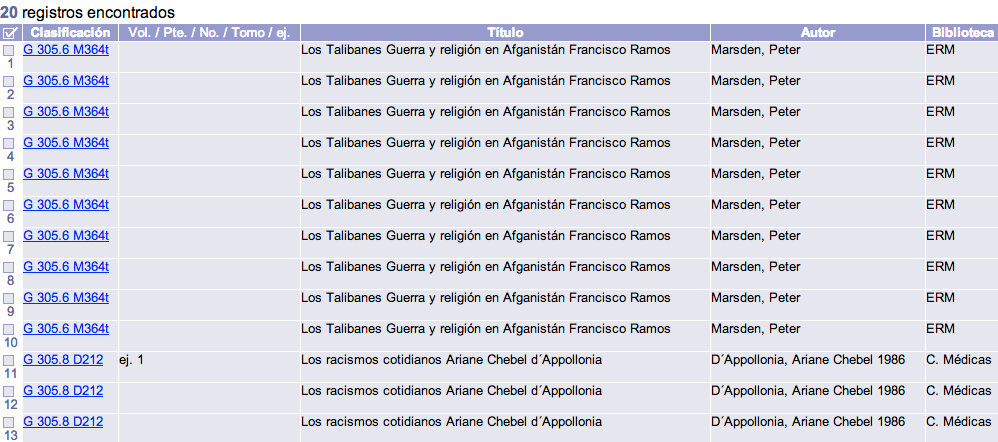 20 registros encontrados
Clasificación Vol. / Pte. / No. / Tomo / ej. Título Autor Biblioteca
G 305.6 M364t Los Talibanes Guerra y religión en Afganistán Francisco Ramos Marsden, Peter ERM
1
G 305.6 M364t Los Talibanes Guerra y religión en Afganistán Francisco Ramos Marsden, Peter ERM
2
G 305.6 M364t Los Talibanes Guerra y religión en Afganistán Francisco Ramos Marsden, Peter ERM
3
G 305.6 M364t Los Talibanes Guerra y religión en Afganistán Francisco Ramos Marsden, Peter ERM
4
G 305.6 M364t Los Talibanes Guerra y religión en Afganistán Francisco Ramos Marsden, Peter ERM
5
G 305.6 M364t Los Talibanes Guerra y religión en Afganistán Francisco Ramos Marsden, Peter ERM
6
G 305.6 M364t Los Talibanes Guerra y religión en Afganistán Francisco Ramos Marsden, Peter ERM
7
G 305.6 M364t Los Talibanes Guerra y religión en Afganistán Francisco Ramos Marsden, Peter ERM
8
G 305.6 M364t Los Talibanes Guerra y religión en Afganistán Francisco Ramos Marsden, Peter ERM
9
G 305.6 M364t Los Talibanes Guerra y religión en Afganistán Francisco Ramos Marsden, Peter ERM
10
G 305.8 D212 ej. 1 Los racismos cotidianos Ariane Chebel d´Appollonia D´Appollonia, Ariane Chebel 1986 C. Médicas
11
G 305.8 D212 Los racismos cotidianos Ariane Chebel d´Appollonia D´Appollonia, Ariane Chebel 1986 C. Médicas
12
G 305.8 D212 Los racismos cotidianos Ariane Chebel d´Appollonia D´Appollonia, Ariane Chebel 1986 C. Médicas
13